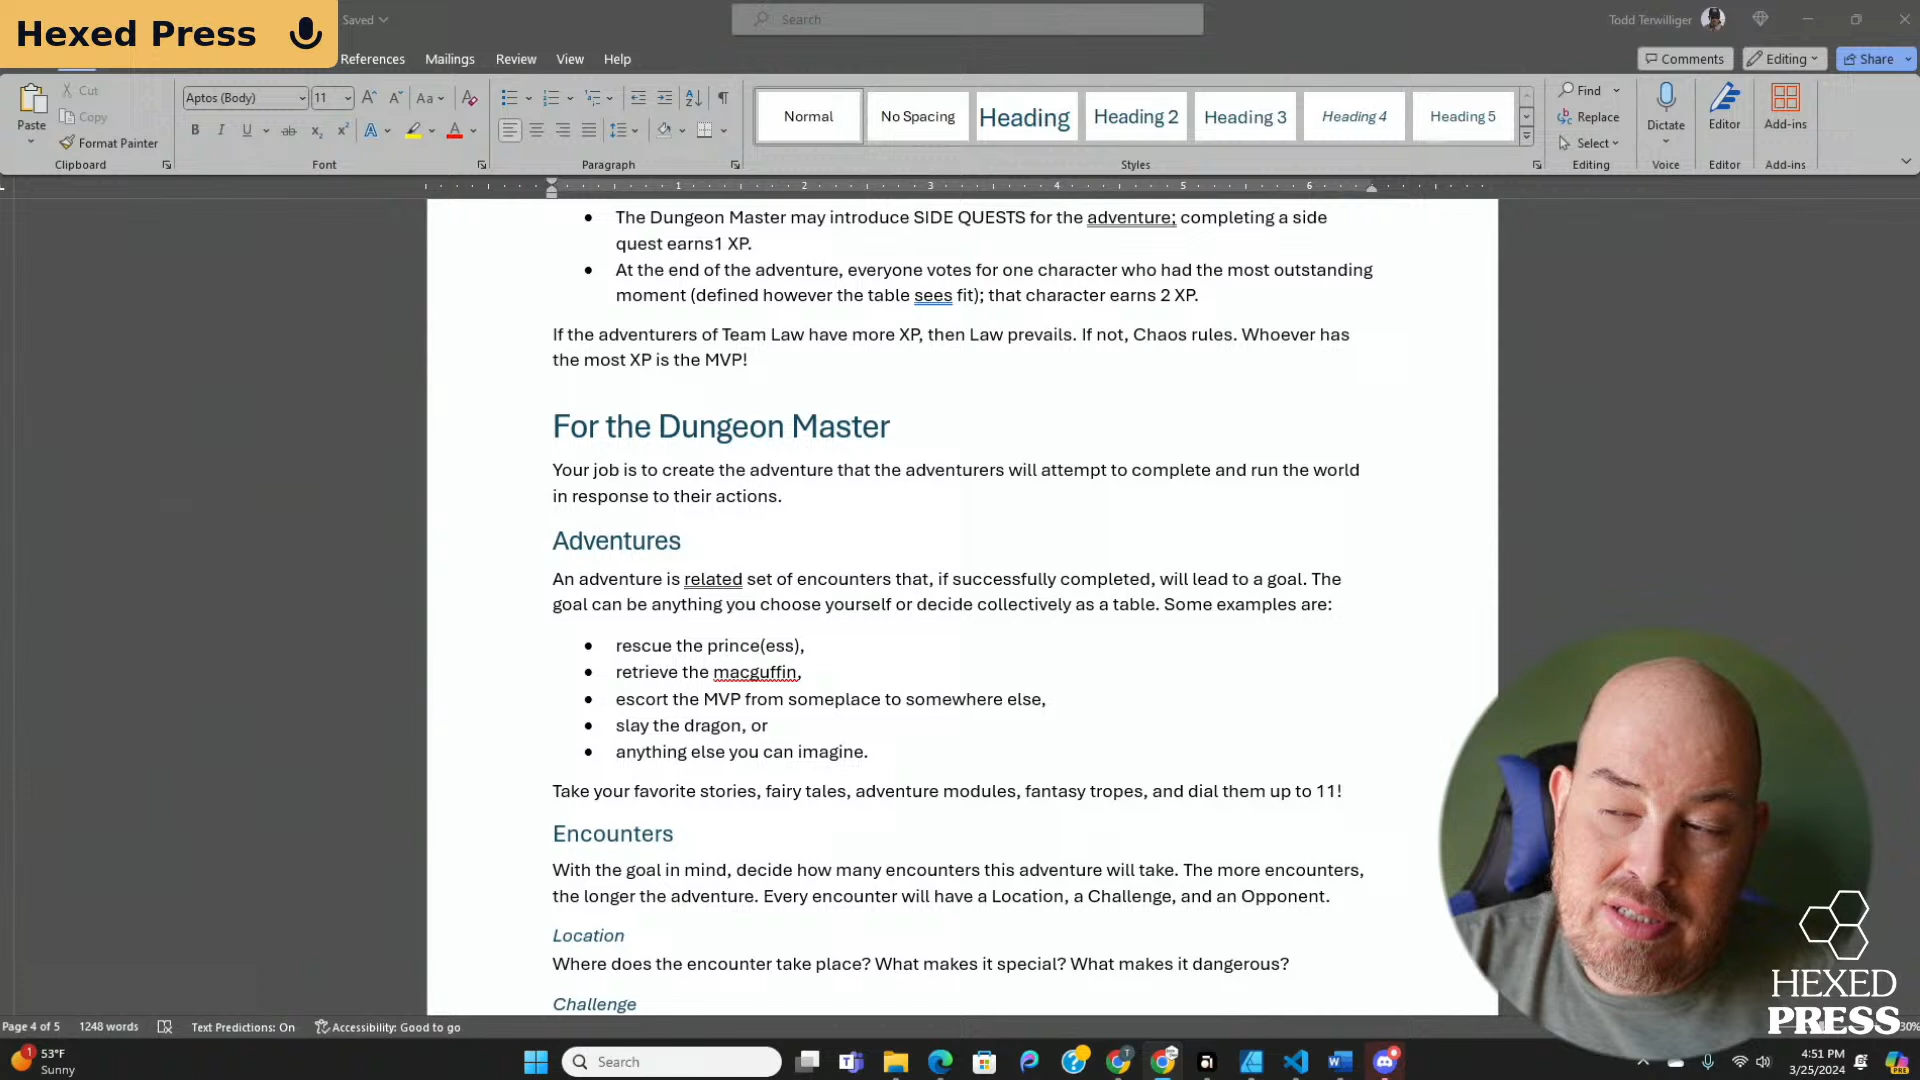 Hexed Press
Saved
Search
Todd Terwilliger
References
Mailings
Review
View
Help
Comments
Editing
Share
Paste
Cut
Copy
Format Painter
Clipboard
Aptos (Body)
11
Font
Paragraph
Normal
No Spacing
Heading
Heading 2
Heading 3
Heading 4
Heading 5
Styles
Find
Replace
Select
Editing
Dictate
Voice
Editor
Editor
Add-ins
Add-ins
1 2 3 4 5 6
• The Dungeon Master may introduce SIDE QUESTS for the adventure; completing a side
quest earns1 XP.
• At the end of the adventure, everyone votes for one character who had the most outstanding
moment (defined however the table sees fit); that character earns 2 XP.
If the adventurers of Team Law have more XP, then Law prevails. If not, Chaos rules. Whoever has
the most XP is the MVP!
For the Dungeon Master
Your job is to create the adventure that the adventurers will attempt to complete and run the world
in response to their actions.
Adventures
An adventure is related set of encounters that, if successfully completed, will lead to a goal. The
goal can be anything you choose yourself or decide collectively as a table. Some examples are:
• rescue the prince(ess),
• retrieve the macguffin,
• escort the MVP from someplace to somewhere else,
• slay the dragon, or
• anything else you can imagine.
Take your favorite stories, fairy tales, adventure modules, fantasy tropes, and dial them up to 11!
Encounters
With the goal in mind, decide how many encounters this adventure will take. The more encounters,
the longer the adventure. Every encounter will have a Location, a Challenge, and an Opponent.
Location
Where does the encounter take place? What makes it special? What makes it dangerous?
Challenge
HEXED
PRESS
Page 4 of 5
1248 words
Text Predictions: On
Accessibility: Good to go
53°F
Sunny
Search
4:51 PM
3/25/2024